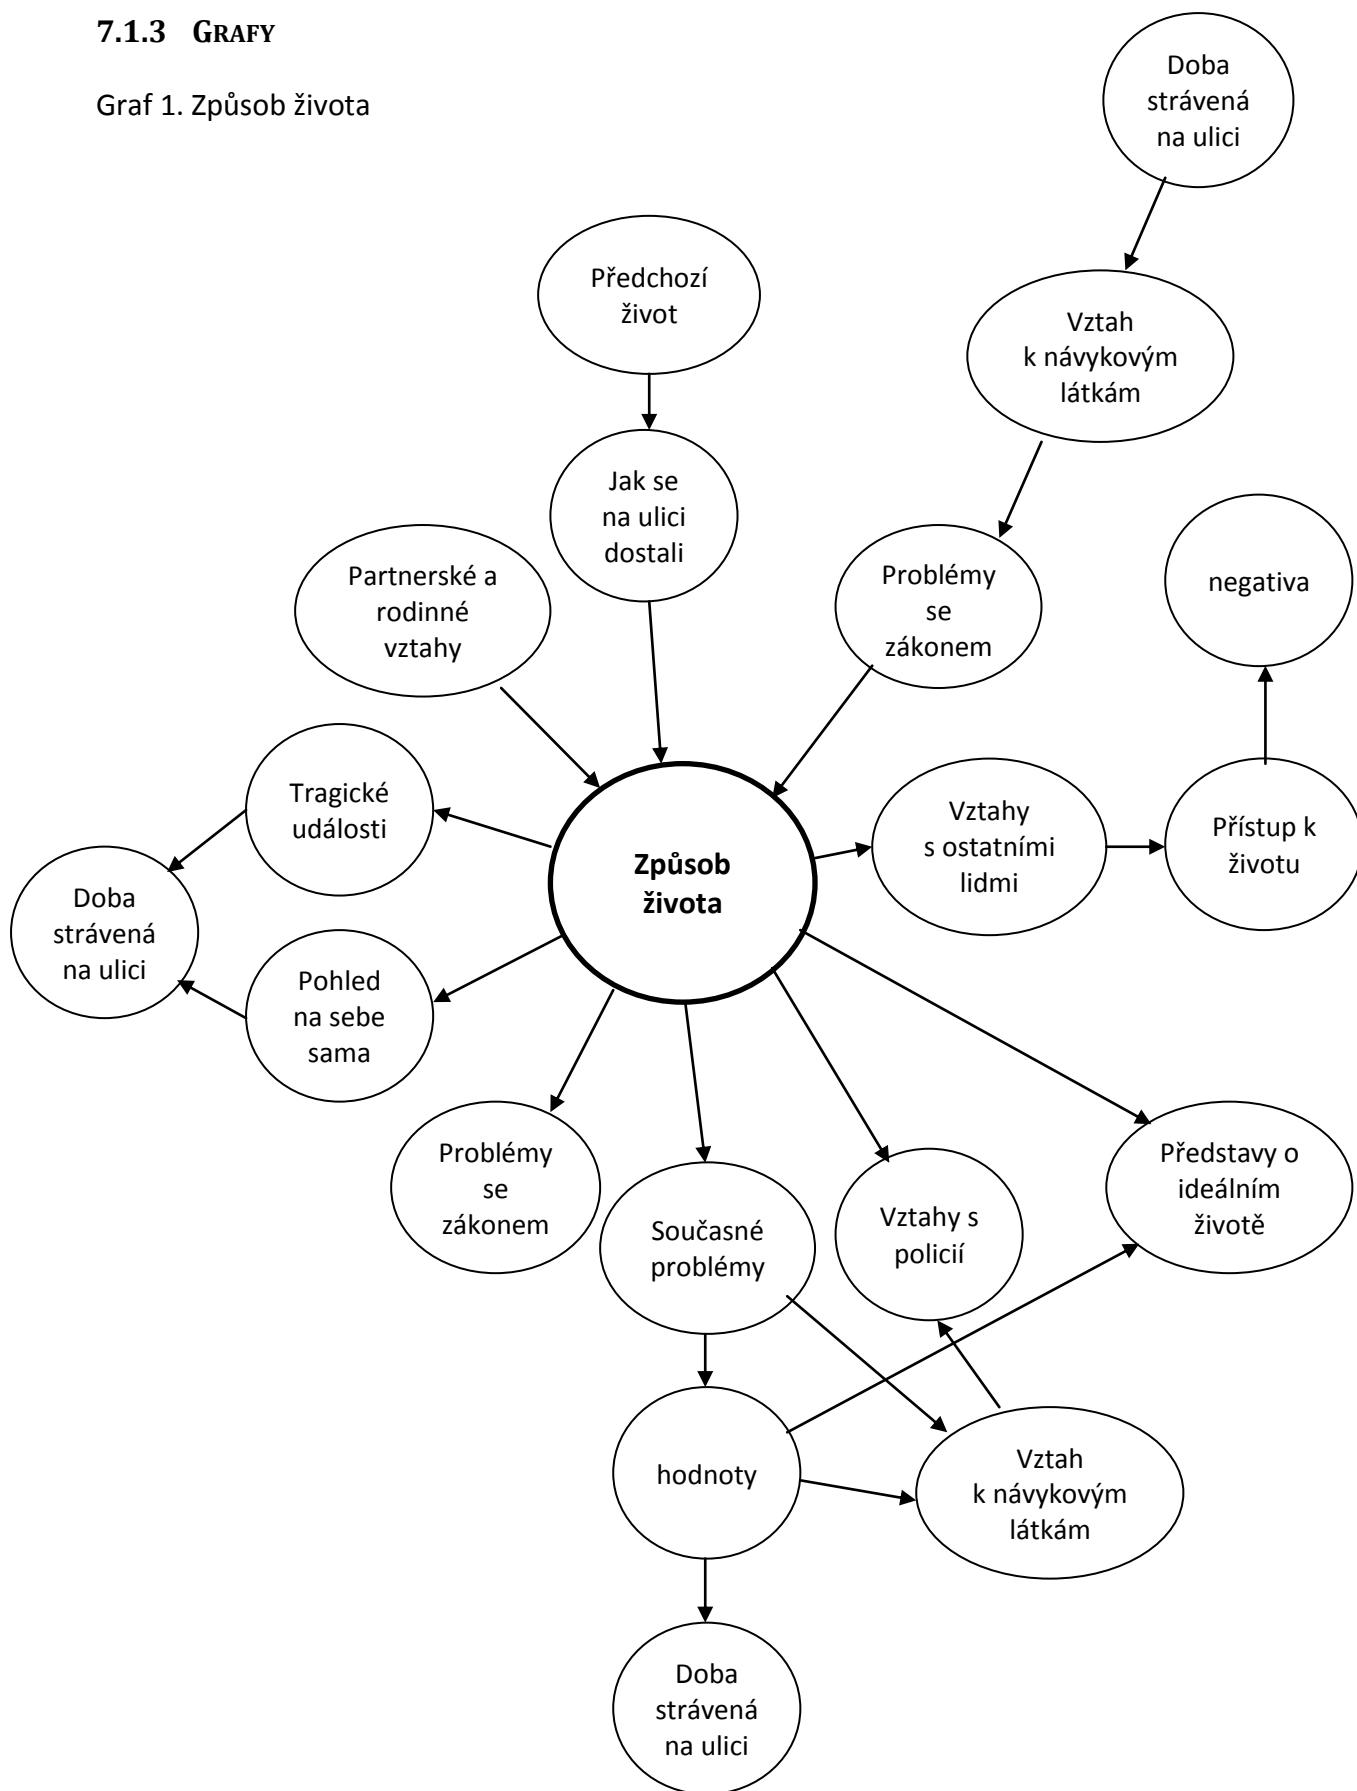 7.1.3 GRAFY
Graf 1. Způsob života
Doba
strávená
na ulici
Předchozí
život
Vztah
k návykovým
látkám
Jak se
na ulici
dostali
Partnerské a
rodinné
vztahy
Problémy
se
zákonem
negativa
Tragické
události
Způsob
života
Vztahy
s ostatními
lidmi
Přístup k
životu
Doba
strávená
na ulici
Pohled
na sebe
sama
Problémy
se
zákonem
Současné
problémy
Vztahy s
policií
Představy o
ideálním
životě
hodnoty
Vztah
k návykovým
látkám
Doba
strávená
na ulici